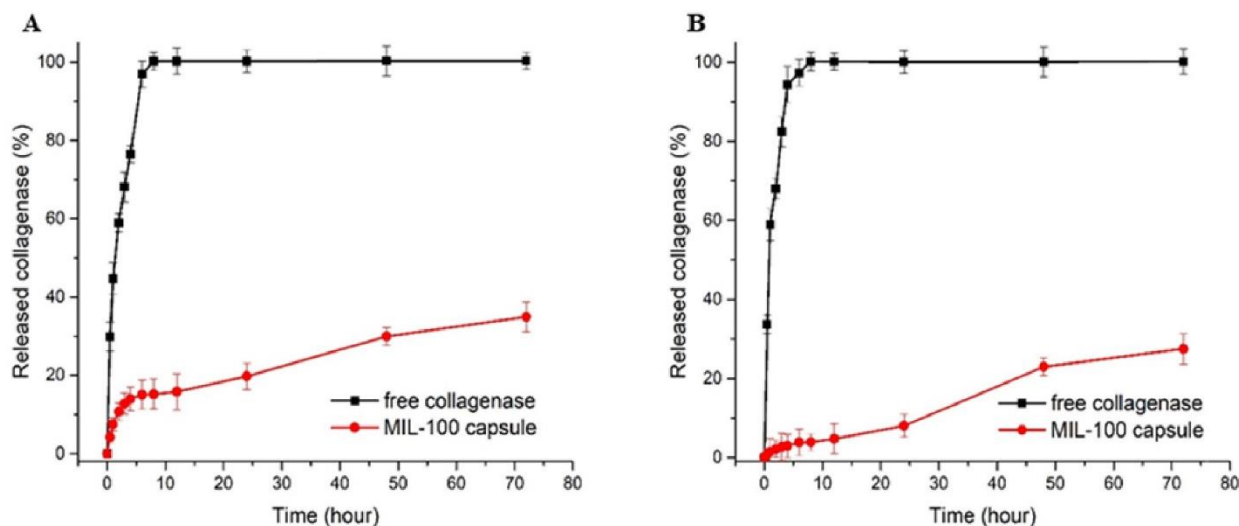 A
Released collagenase (%)
100
80
60
40
20
0
free collagenase
MIL-100 capsule
0 10 20 30 40 50 60 70 80
Time (hour)
B
Released collagenase (%)
100
80
60
40
20
0
free collagenase
MIL-100 capsule
0 10 20 30 40 50 60 70 80
Time (hour)